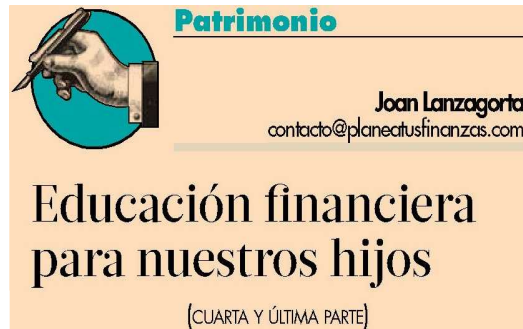 Patrimonio
Joan Lanzagorta
contacto@planeatusfinanzas.com
Educación financiera
para nuestros hijos
(CUARTA Y ÚLTIMA PARTE)